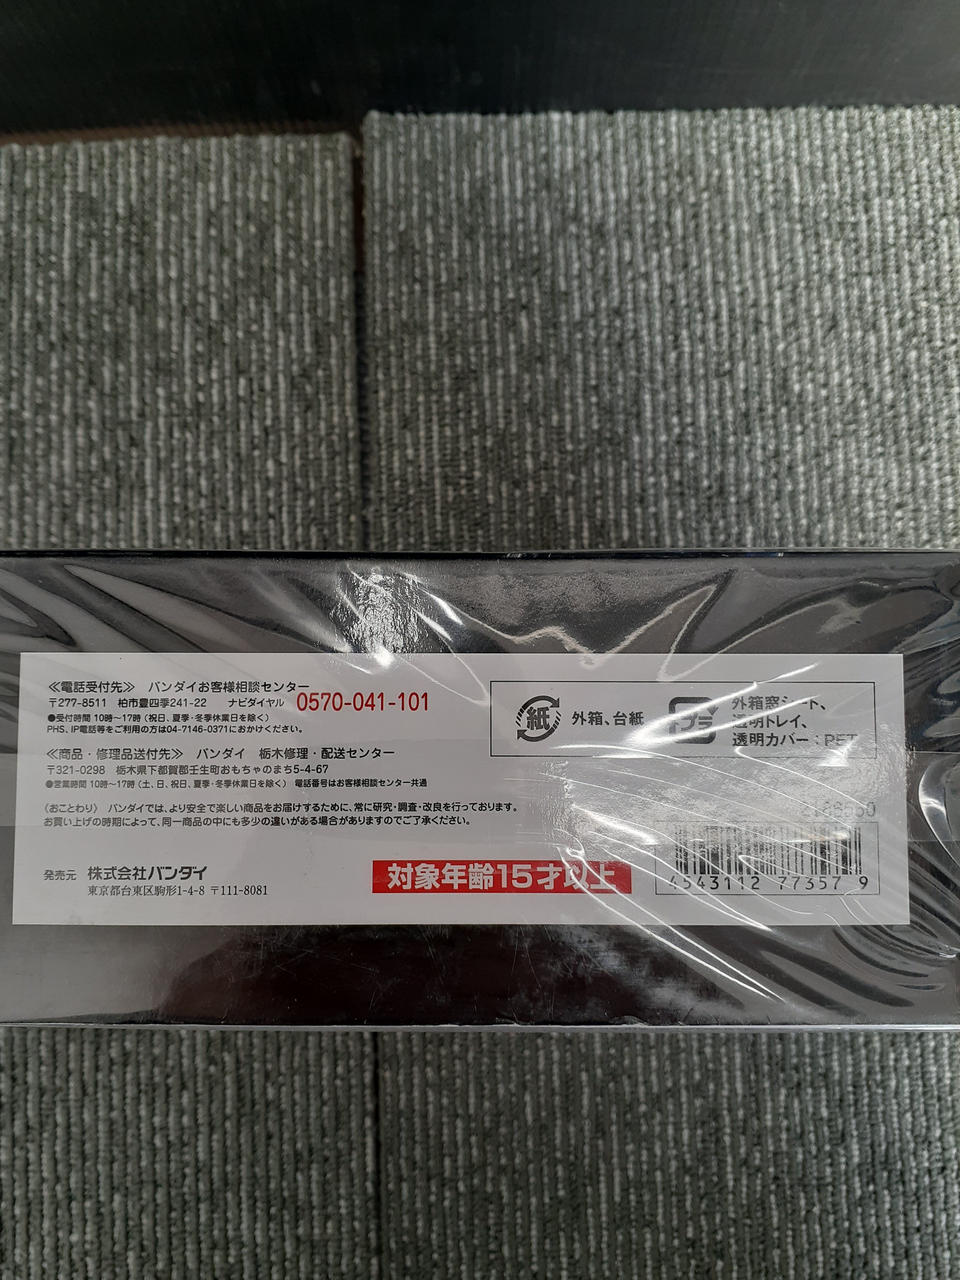 ≪電話受付先≫ バンダイお客様相談センター
〒277-8511 柏市豊四季241-22 ナビダイヤル 0570-041-101
●受付時間 10時〜17時(祝日、夏季・冬季休業日を除く)
PHS、IP電話等をご利用の方は04-7146-0371におかけください。
≪商品・修理品送付先≫ バンダイ 栃木修理・配送センター
〒321-0298 栃木県下都賀郡壬生町おもちゃのまち5-4-67
●営業時間 10時〜17時(土、日、祝日、夏季・冬季休業日を除く) 電話番号はお客様相談センター共通
〈おことわり〉 バンダイでは、より安全で楽しい商品をお届けするために、常に研究・調査・改良を行っております。
お買い上げの時期によって、同一商品の中にも多少の違いがある場合がありますのでご了承ください。
発売元 株式会社バンダイ
東京都台東区駒形1-4-8 〒111-8081
対象年齢15才以上
紙 外箱、台紙
プラ 外箱窓シート、
透明トレイ、
透明カバー:PET
4543112 77357 9